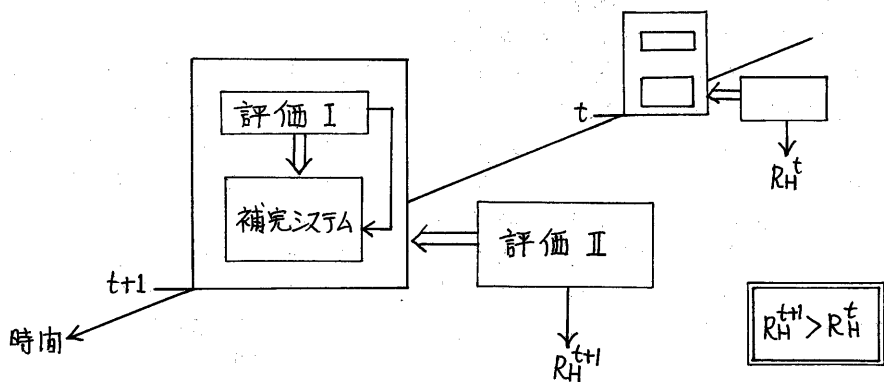 t
R_H^t
評価 I
補完システム
評価 II
t+1
時間
R_H^{t+1}
R_H^{t+1} > R_H^t